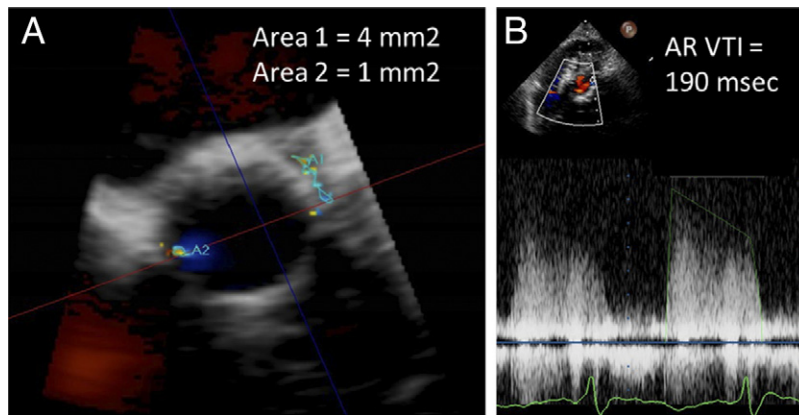 A
Area 1 = 4 mm2
Area 2 = 1 mm2
A1
A2
B
P
AR VTI =
190 msec